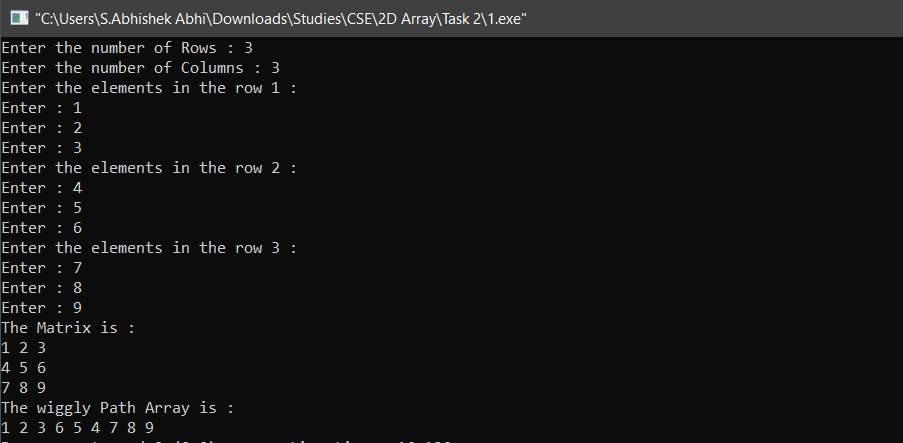 "C:\Users\S.Abhishek Abhi\Downloads\Studies\CSE\2D Array\Task 2\1.exe"
Enter the number of Rows : 3
Enter the number of Columns : 3
Enter the elements in the row 1 :
Enter : 1
Enter : 2
Enter : 3
Enter the elements in the row 2 :
Enter : 4
Enter : 5
Enter : 6
Enter the elements in the row 3 :
Enter : 7
Enter : 8
Enter : 9
The Matrix is :
1 2 3
4 5 6
7 8 9
The wiggly Path Array is :
1 2 3 6 5 4 7 8 9